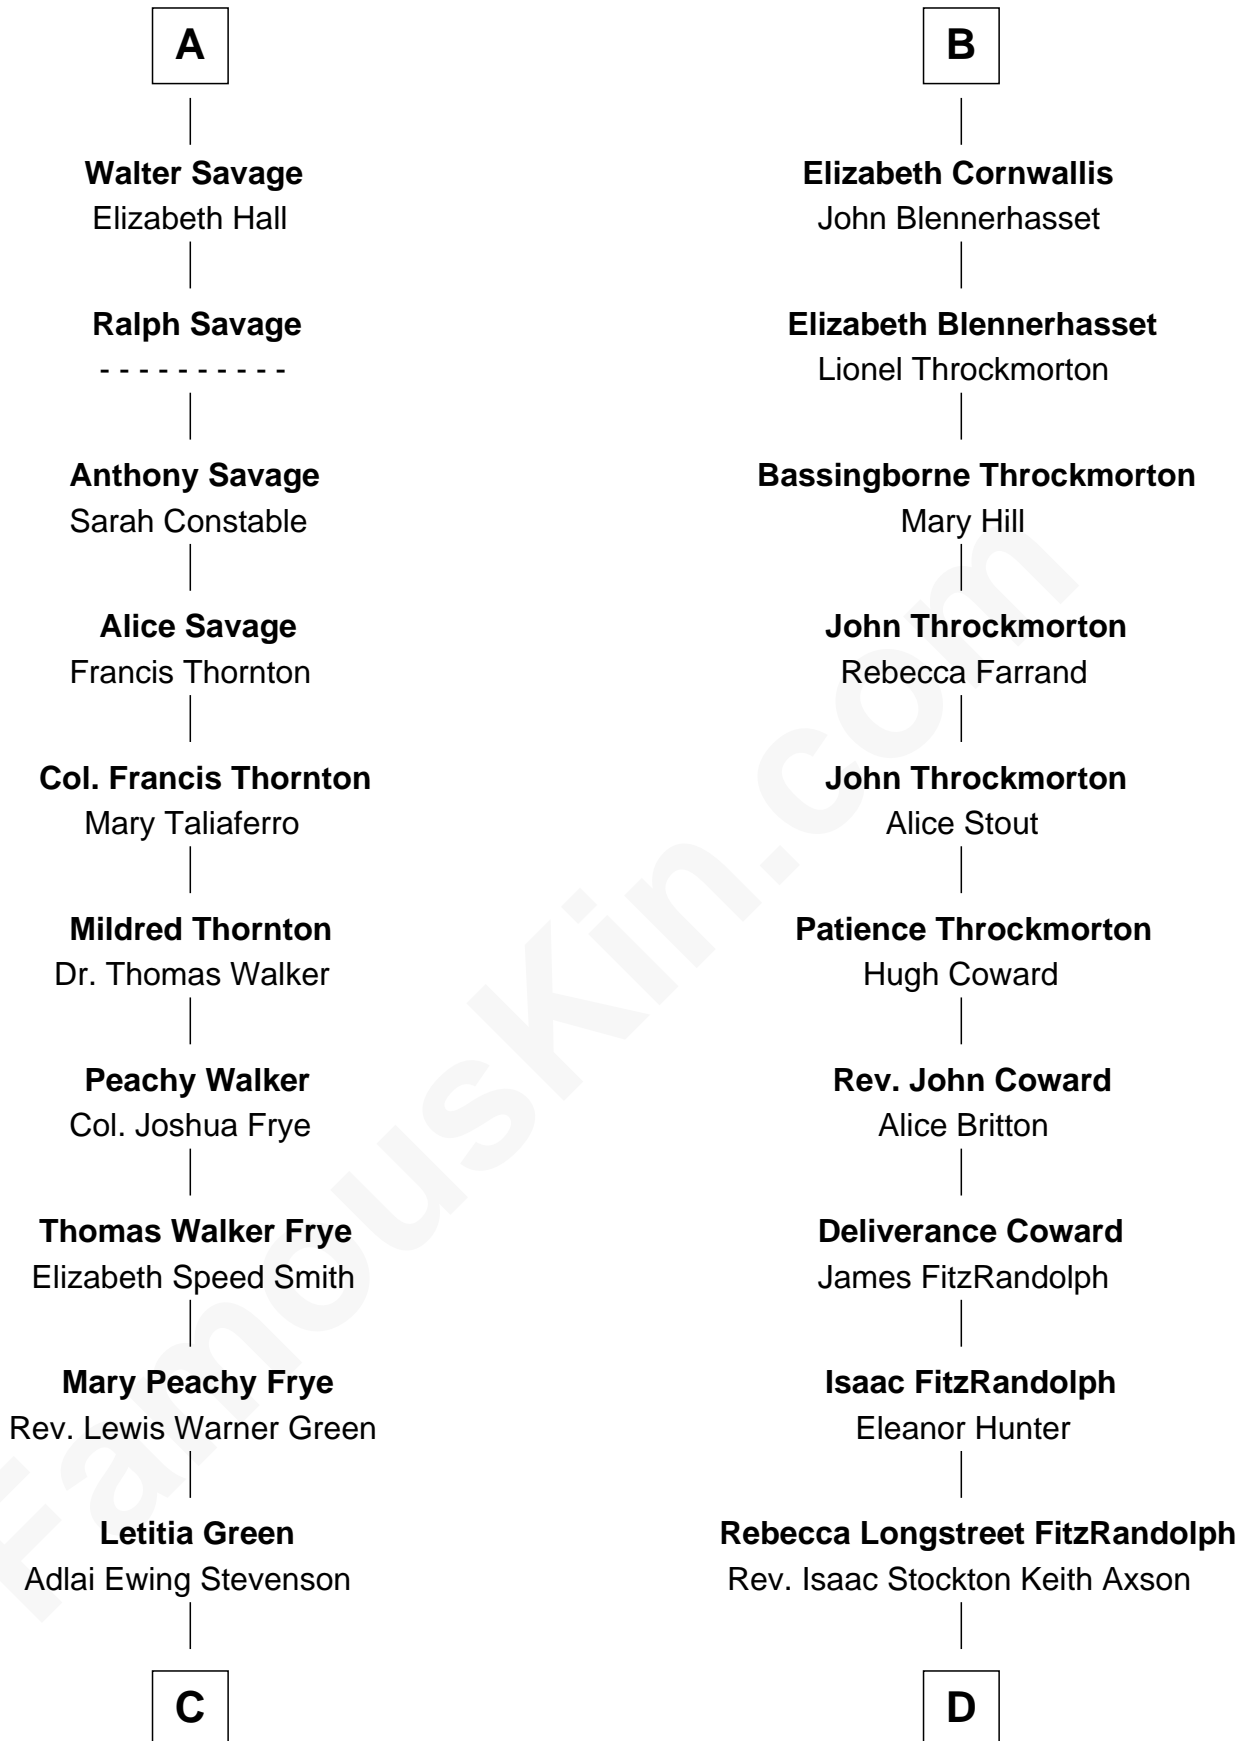 A
Walter Savage
Elizabeth Hall
Ralph Savage
- - - - - - - - - -
Anthony Savage
Sarah Constable
Alice Savage
Francis Thornton
Col. Francis Thornton
Mary Taliaferro
Mildred Thornton
Dr. Thomas Walker
Peachy Walker
Col. Joshua Frye
Thomas Walker Frye
Elizabeth Speed Smith
Mary Peachy Frye
Rev. Lewis Warner Green
Letitia Green
Adlai Ewing Stevenson
C
B
Elizabeth Cornwallis
John Blennerhasset
Elizabeth Blennerhasset
Lionel Throckmorton
Bassingborne Throckmorton
Mary Hill
John Throckmorton
Rebecca Farrand
John Throckmorton
Alice Stout
Patience Throckmorton
Hugh Coward
Rev. John Coward
Alice Britton
Deliverance Coward
James FitzRandolph
Isaac FitzRandolph
Eleanor Hunter
Rebecca Longstreet FitzRandolph
Rev. Isaac Stockton Keith Axson
D
FamousKin.com